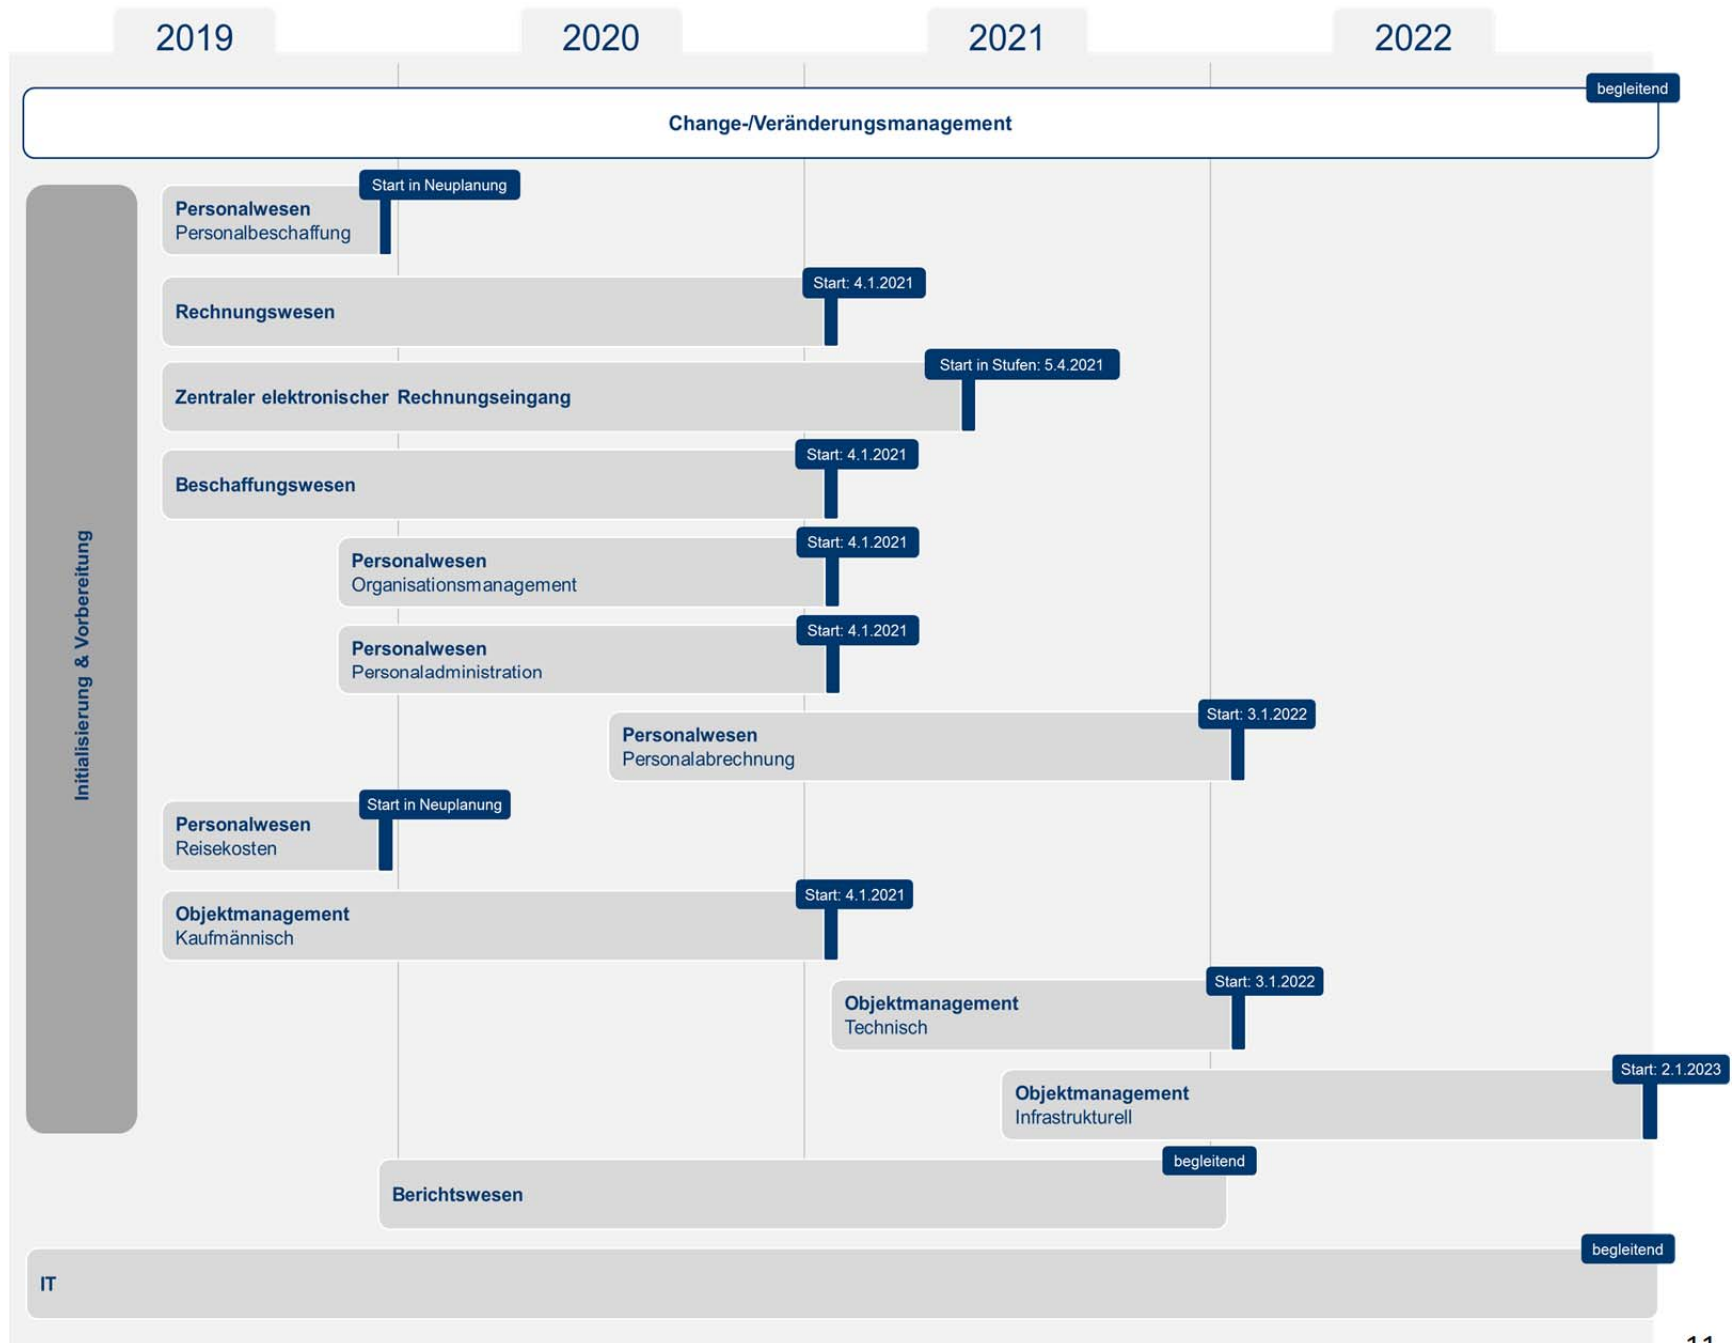 2019
2020
2021
2022
begleitend
Change-/Veränderungsmanagement
Initialisierung & Vorbereitung
Start in Neuplanung
Personalwesen
Personalbeschaffung
Start: 4.1.2021
Rechnungswesen
Start in Stufen: 5.4.2021
Zentraler elektronischer Rechnungseingang
Start: 4.1.2021
Beschaffungswesen
Start: 4.1.2021
Personalwesen
Organisationsmanagement
Start: 4.1.2021
Personalwesen
Personaladministration
Start: 3.1.2022
Personalwesen
Personalabrechnung
Start in Neuplanung
Personalwesen
Reisekosten
Start: 4.1.2021
Objektmanagement
Kaufmännisch
Start: 3.1.2022
Objektmanagement
Technisch
Start: 2.1.2023
Objektmanagement
Infrastrukturell
begleitend
Berichtswesen
begleitend
IT